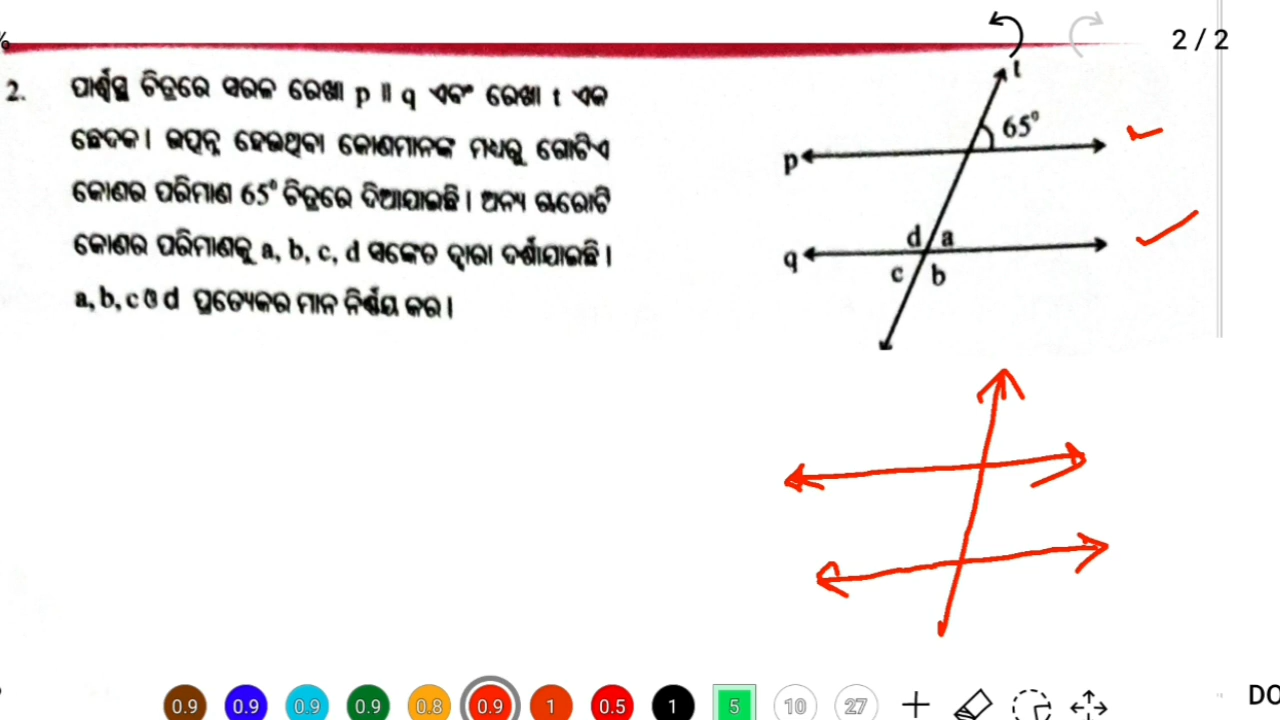 2 / 2
2. ପାର୍ଶ୍ୱସ୍ଥ ଚିତ୍ରରେ ସରଳ ରେଖା p || q ଏବଂ ରେଖା t ଏକ
ଛେଦକ। ଉତ୍ପନ୍ନ ହେଉଥିବା କୋଣମାନଙ୍କ ମଧ୍ୟରୁ ଗୋଟିଏ
କୋଣର ପରିମାଣ 65° ଚିତ୍ରରେ ଦିଆଯାଇଛି। ଅନ୍ୟ ଚାରୋଟି
କୋଣର ପରିମାଣକୁ a, b, c, d ସଙ୍କେତ ଦ୍ୱାରା ଦର୍ଶାଯାଇଛି।
a, b, c ଓ d ପ୍ରତ୍ୟେକର ମାନ ନିର୍ଣ୍ଣୟ କର।
t
65°
p
d a
q
c b
0.9 0.9 0.9 0.9 0.8 0.9 1 0.5 1 5 10 27
DO